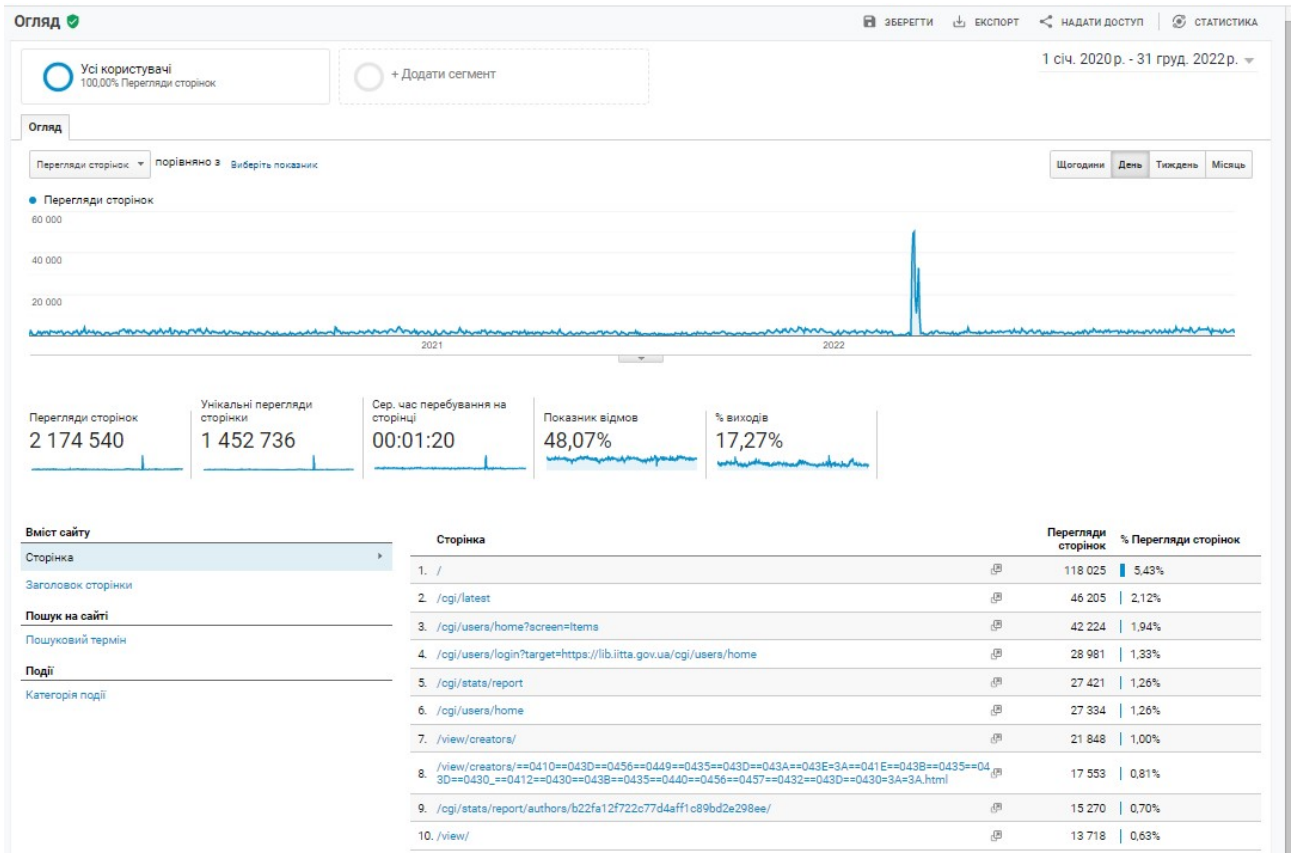 Огляд
ЗБЕРЕГТИ
ЕКСПОРТ
НАДАТИ ДОСТУП
СТАТИСТИКА
Усі користувачі
100,00% Перегляди сторінок
+ Додати сегмент
1 січ. 2020 р. - 31 груд. 2022 р.
Огляд
Перегляди сторінок порівняно з Виберіть показник
Щогодини День Тиждень Місяць
Перегляди сторінок
60 000
40 000
20 000
2021 2022
Перегляди сторінок
2 174 540
Унікальні перегляди
сторінки
1 452 736
Сер. час перебування на
сторінці
00:01:20
Показник відмов
48,07%
% виходів
17,27%
Вміст сайту
Сторінка
Заголовок сторінки
Пошук на сайті
Пошуковий термін
Події
Категорія події
Сторінка
Перегляди
сторінок
% Перегляди сторінок
1. / 118 025 5,43%
2. /cgi/latest 46 205 2,12%
3. /cgi/users/home?screen=Items 42 224 1,94%
4. /cgi/users/login?target=https://lib.iitta.gov.ua/cgi/users/home 28 981 1,33%
5. /cgi/stats/report 27 421 1,26%
6. /cgi/users/home 27 334 1,26%
7. /view/creators/ 21 848 1,00%
8. /view/creators/==0410==043D==0456==0449==0435==043D==043A==043E=3A==041E==043B==0435==04
3D==0430_==0412==0430==043B==0435==0440==0456==0457==0432==043D==0430=3A=3A.html 17 553 0,81%
9. /cgi/stats/report/authors/b22fa12f722c77d4aff1c89bd2e298ee/ 15 270 0,70%
10. /view/ 13 718 0,63%